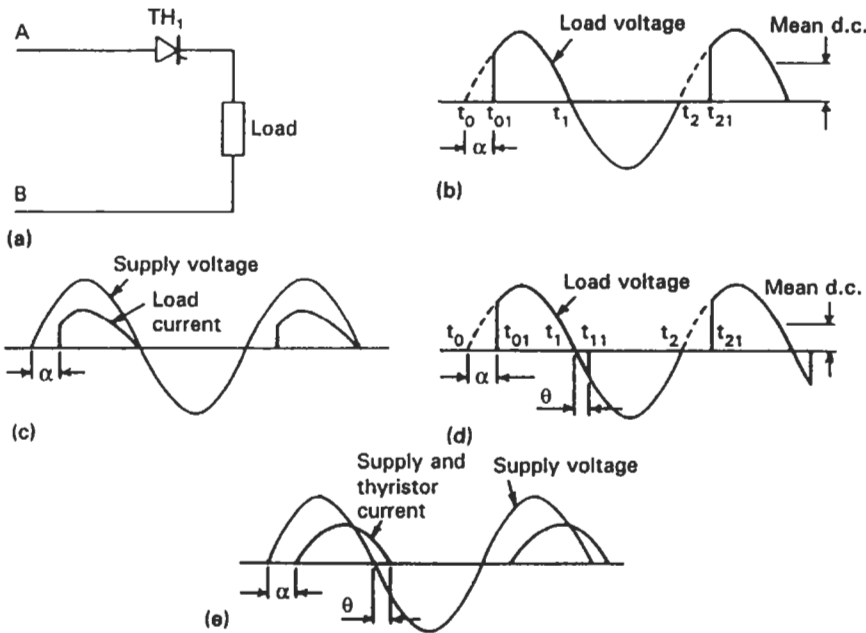 TH₁
A
Load
B
(a)
Load voltage
Mean d.c.
t₀ t₀₁ t₁ t₂ t₂₁
α
(b)
Supply voltage
Load
current
α
(c)
Load voltage
Mean d.c.
t₀ t₀₁ t₁ t₁₁ t₂ t₂₁
α
θ
(d)
Supply and
thyristor
current
Supply voltage
α
θ
(e)